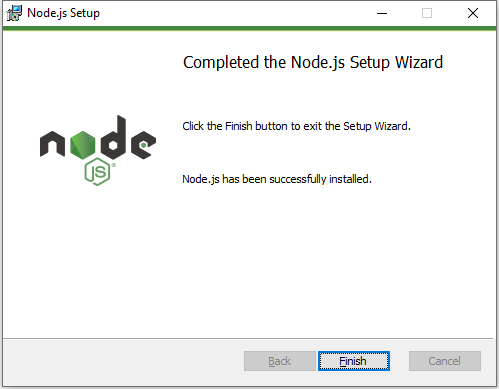 Node.js Setup
Completed the Node.js Setup Wizard
node
JS®
Click the Finish button to exit the Setup Wizard.
Node.js has been successfully installed.
Back
Finish
Cancel